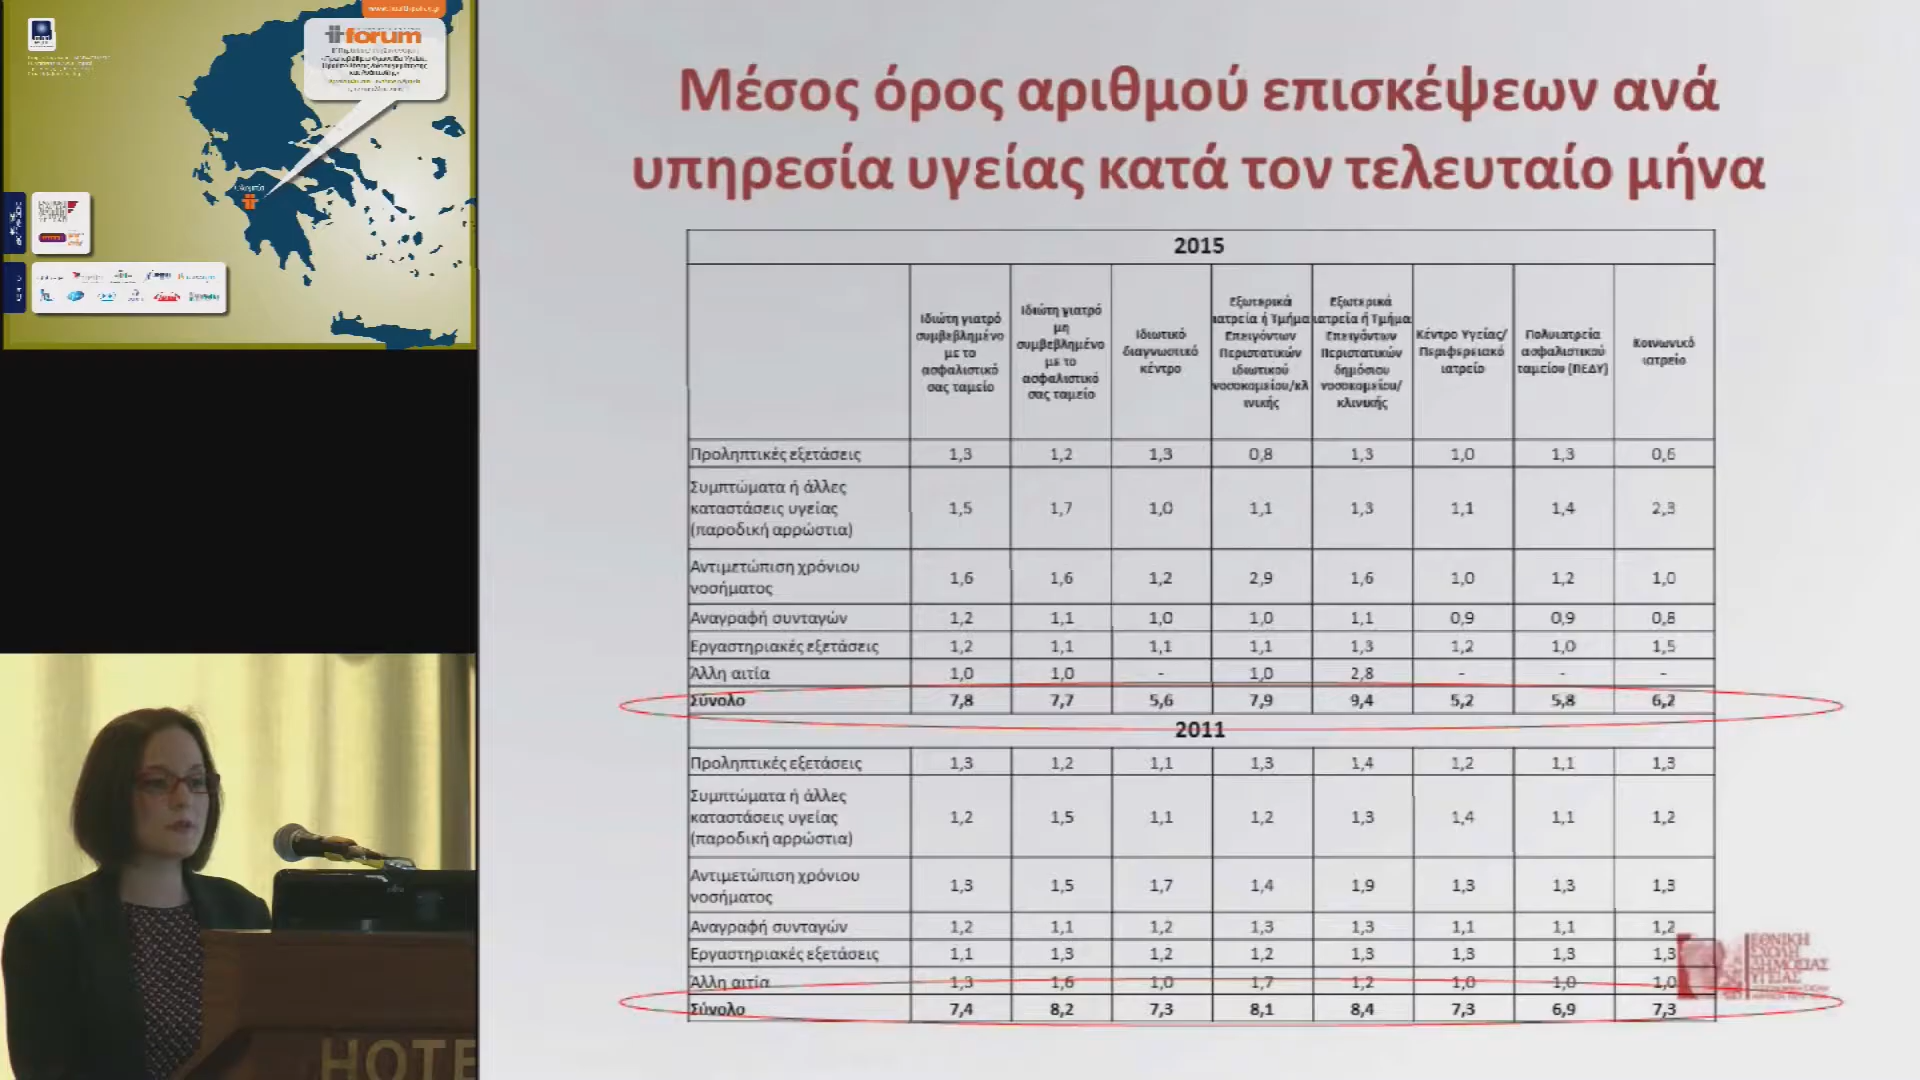 www.healthpolicy.gr
forum
Ολυμπία
Μέσος όρος αριθμού επισκέψεων ανά
υπηρεσία υγείας κατά τον τελευταίο μήνα
2015
Ιδιώτη γιατρό συμβεβλημένο με το ασφαλιστικό σας ταμείο
Ιδιώτη γιατρό μη συμβεβλημένο με το ασφαλιστικό σας ταμείο
Ιδιωτικό διαγνωστικό κέντρο
Εξωτερικά ιατρεία ή Τμήμα Επειγόντων Περιστατικών ιδιωτικού νοσοκομείου/κλινικής
Εξωτερικά ιατρεία ή Τμήμα Επειγόντων Περιστατικών δημόσιου νοσοκομείου/κλινικής
Κέντρο Υγείας/ Περιφερειακό ιατρείο
Πολυιατρεία ασφαλιστικού ταμείου (ΠΕΔΥ)
Κοινωνικό ιατρείο
Προληπτικές εξετάσεις 1,3 1,2 1,3 0,8 1,3 1,0 1,3 0,6
Συμπτώματα ή άλλες
καταστάσεις υγείας 1,5 1,7 1,0 1,1 1,3 1,1 1,4 2,3
(παροδική αρρώστια)
Αντιμετώπιση χρόνιου
νοσήματος 1,6 1,6 1,2 2,9 1,6 1,0 1,2 1,0
Αναγραφή συνταγών 1,2 1,1 1,0 1,0 1,1 0,9 0,9 0,8
Εργαστηριακές εξετάσεις 1,2 1,1 1,1 1,1 1,3 1,2 1,0 1,5
Άλλη αιτία 1,0 1,0 - 1,0 2,8 - - -
Σύνολο 7,8 7,7 5,6 7,9 9,4 5,2 5,8 6,2
2011
Προληπτικές εξετάσεις 1,3 1,2 1,1 1,3 1,4 1,2 1,1 1,3
Συμπτώματα ή άλλες
καταστάσεις υγείας 1,2 1,5 1,1 1,2 1,3 1,4 1,1 1,2
(παροδική αρρώστια)
Αντιμετώπιση χρόνιου
νοσήματος 1,3 1,5 1,7 1,4 1,9 1,3 1,3 1,3
Αναγραφή συνταγών 1,2 1,1 1,2 1,3 1,3 1,1 1,1 1,2
Εργαστηριακές εξετάσεις 1,1 1,3 1,2 1,2 1,3 1,3 1,3 1,3
Άλλη αιτία 1,3 1,6 1,0 1,7 1,2 1,0 1,0 1,0
Σύνολο 7,4 8,2 7,3 8,1 8,4 7,3 6,9 7,3
ΕΘΝΙΚΗ
ΣΧΟΛΗ
ΔΗΜΟΣΙΑΣ
ΥΓΕΙΑΣ
HOTE